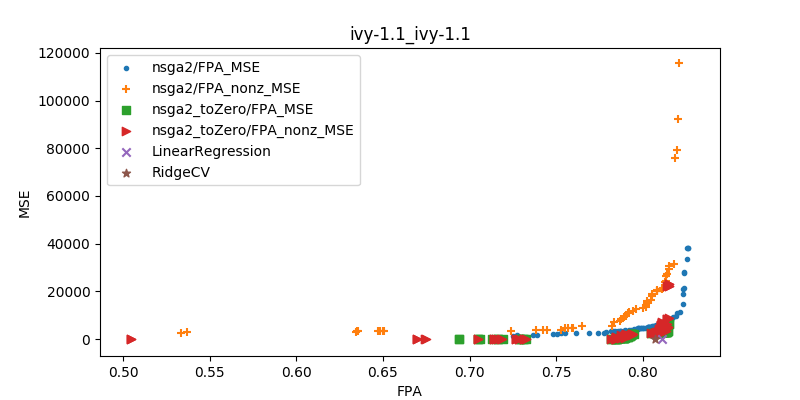 ivy-1.1_ivy-1.1
120000
100000
80000
60000
40000
20000
0
MSE
nsga2/FPA_MSE
nsga2/FPA_nonz_MSE
nsga2_toZero/FPA_MSE
nsga2_toZero/FPA_nonz_MSE
LinearRegression
RidgeCV
0.50 0.55 0.60 0.65 0.70 0.75 0.80
FPA